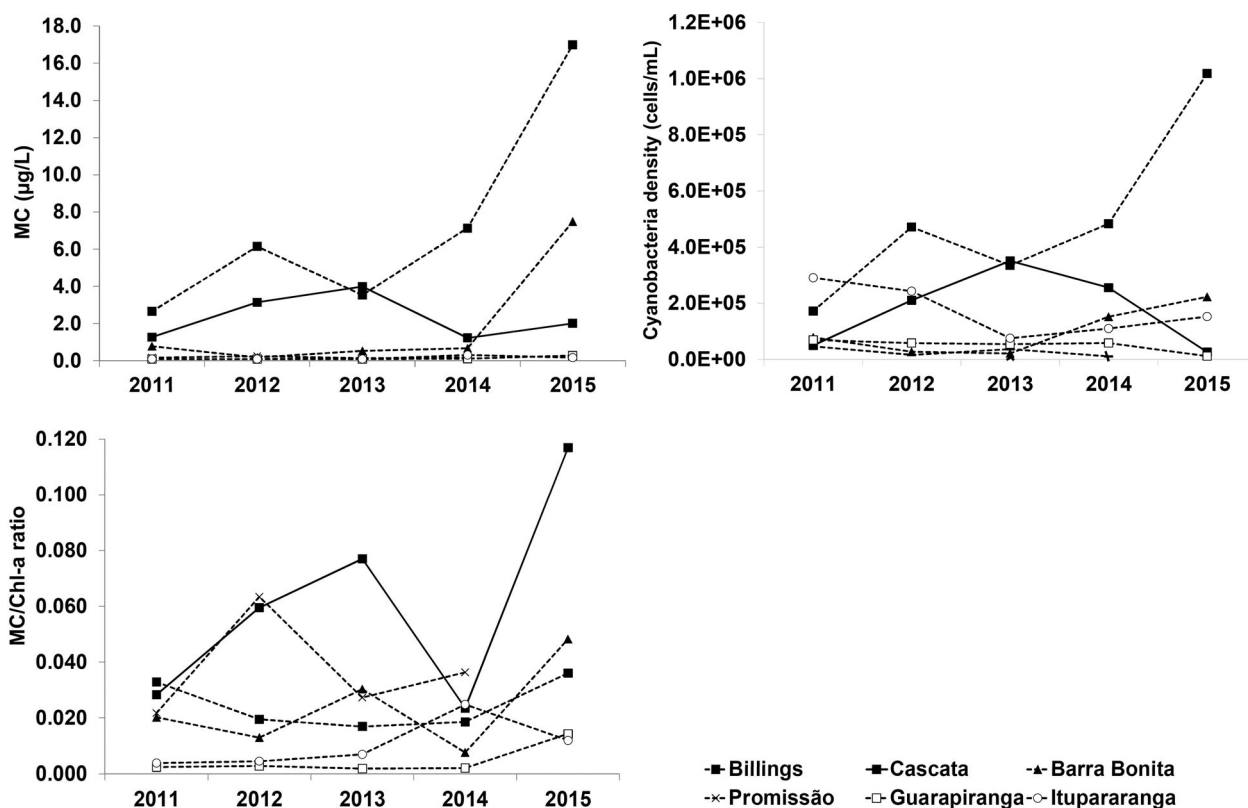 MC (µg/L)
18.0
16.0
14.0
12.0
10.0
8.0
6.0
4.0
2.0
0.0
2011 2012 2013 2014 2015
Cyanobacteria density (cells/mL)
1.2E+06
1.0E+06
8.0E+05
6.0E+05
4.0E+05
2.0E+05
0.0E+00
2011 2012 2013 2014 2015
MC/Chl-a ratio
0.120
0.100
0.080
0.060
0.040
0.020
0.000
2011 2012 2013 2014 2015
Billings Cascata Barra Bonita
Promissão Guarapiranga Itupararanga